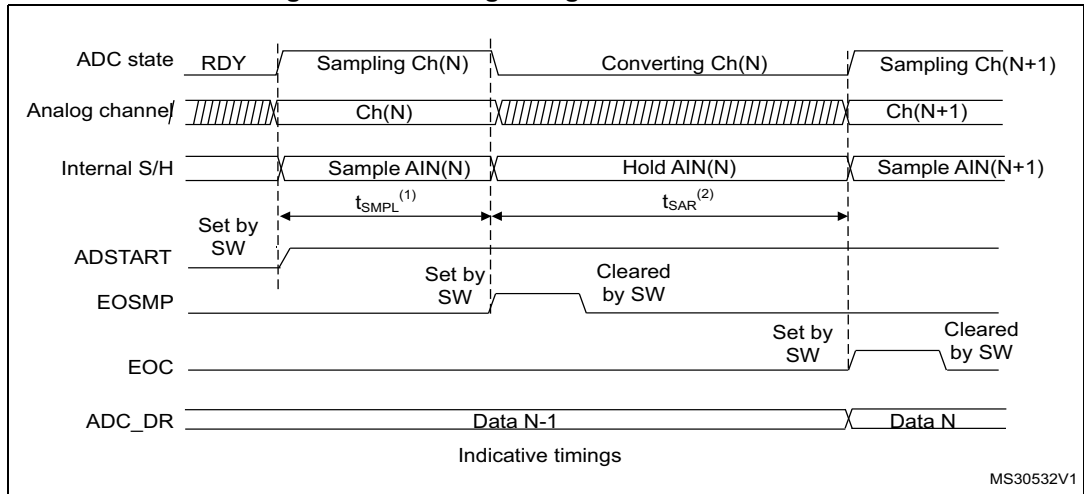 ADC state RDY Sampling Ch(N) Converting Ch(N) Sampling Ch(N+1)
Analog channel Ch(N) Ch(N+1)
Internal S/H Sample AIN(N) Hold AIN(N) Sample AIN(N+1)
tSMPL(1) tSAR(2)
Set by
SW
ADSTART
Set by
SW
Cleared
by SW
EOSMP
Set by
SW
Cleared
by SW
EOC
ADC_DR Data N-1 Data N
Indicative timings
MS30532V1